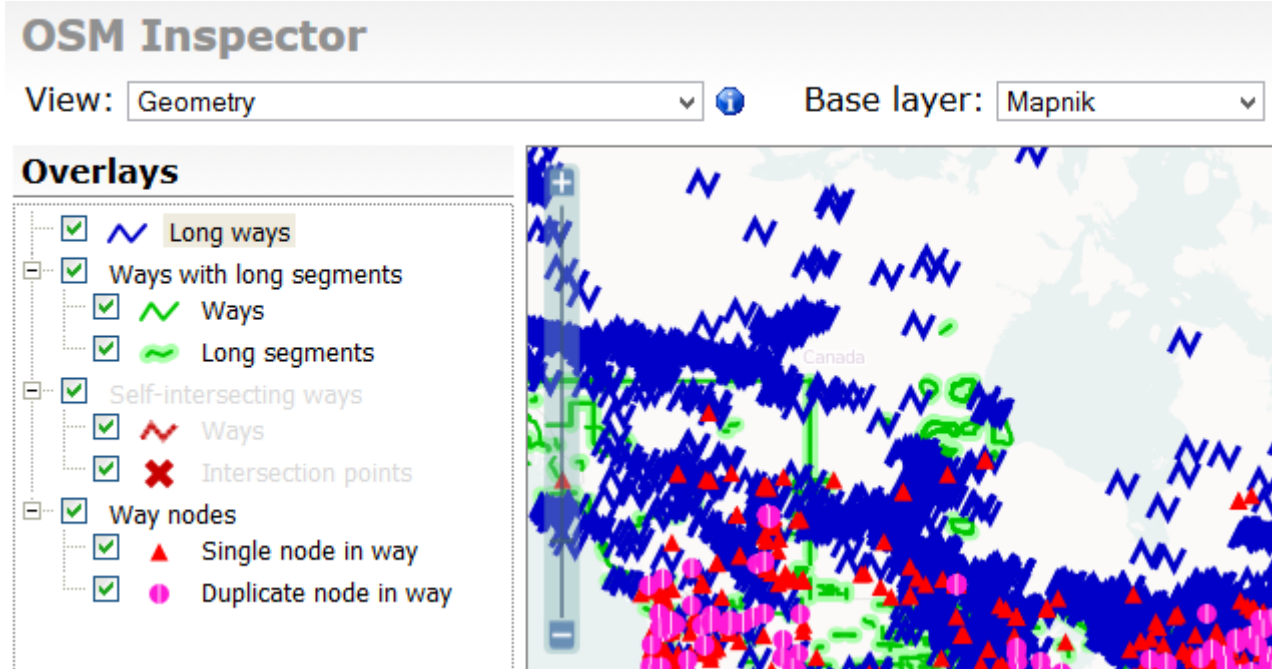 OSM Inspector
View: Geometry Base layer: Mapnik
Overlays
Long ways
Ways with long segments
Ways
Long segments
Self-intersecting ways
Ways
Intersection points
Way nodes
Single node in way
Duplicate node in way
Canada